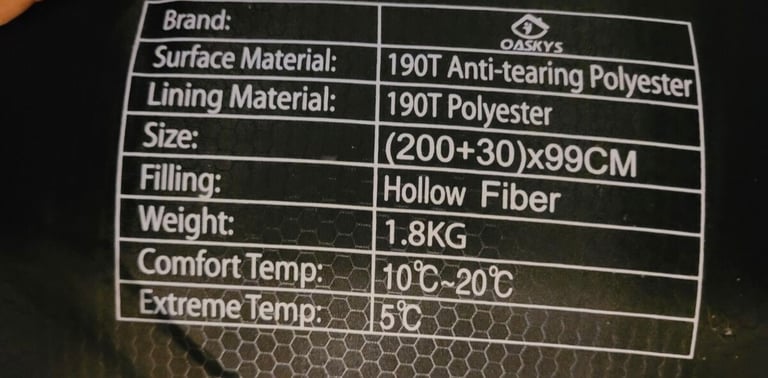 Brand: OASKYS
Surface Material: 190T Anti-tearing Polyester
Lining Material: 190T Polyester
Size: (200+30)x99CM
Filling: Hollow Fiber
Weight: 1.8KG
Comfort Temp: 10℃~20℃
Extreme Temp: 5℃